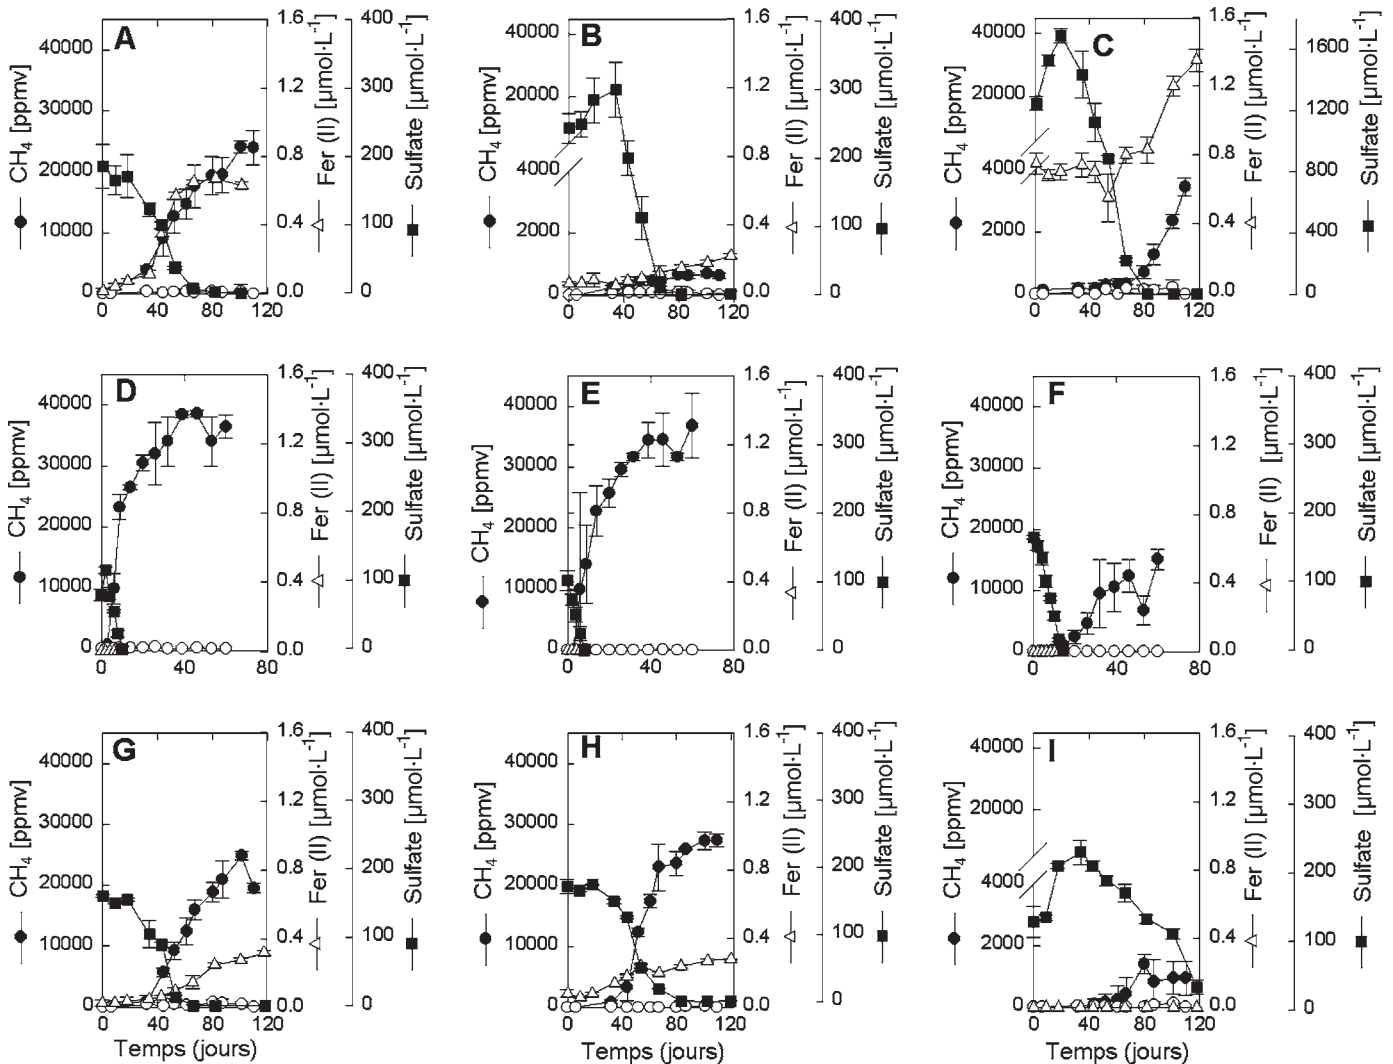 A
CH₄ [ppmv]
40000
30000
20000
10000
0
0 40 80 120
1.6
1.2
0.8
0.4
0.0
Fer (II) [µmol·L⁻¹]
400
300
200
100
0
Sulfate [µmol·L⁻¹]
B
CH₄ [ppmv]
40000
20000
4000
2000
0
0 40 80 120
1.6
1.2
0.8
0.4
0.0
Fer (II) [µmol·L⁻¹]
400
300
200
100
0
Sulfate [µmol·L⁻¹]
C
CH₄ [ppmv]
40000
20000
4000
2000
0
0 40 80 120
1.6
1.2
0.8
0.4
0.0
Fer (II) [µmol·L⁻¹]
1600
1200
800
400
0
Sulfate [µmol·L⁻¹]
D
CH₄ [ppmv]
40000
30000
20000
10000
0
0 40 80
1.6
1.2
0.8
0.4
0.0
Fer (II) [µmol·L⁻¹]
400
300
200
100
0
Sulfate [µmol·L⁻¹]
E
CH₄ [ppmv]
40000
30000
20000
10000
0
0 40 80
1.6
1.2
0.8
0.4
0.0
Fer (II) [µmol·L⁻¹]
400
300
200
100
0
Sulfate [µmol·L⁻¹]
F
CH₄ [ppmv]
40000
30000
20000
10000
0
0 40 80
1.6
1.2
0.8
0.4
0.0
Fer (II) [µmol·L⁻¹]
400
300
200
100
0
Sulfate [µmol·L⁻¹]
G
CH₄ [ppmv]
40000
30000
20000
10000
0
0 40 80 120
Temps (jours)
1.6
1.2
0.8
0.4
0.0
Fer (II) [µmol·L⁻¹]
400
300
200
100
0
Sulfate [µmol·L⁻¹]
H
CH₄ [ppmv]
40000
30000
20000
10000
0
0 40 80 120
Temps (jours)
1.6
1.2
0.8
0.4
0.0
Fer (II) [µmol·L⁻¹]
400
300
200
100
0
Sulfate [µmol·L⁻¹]
I
CH₄ [ppmv]
40000
20000
4000
2000
0
0 40 80 120
Temps (jours)
1.6
1.2
0.8
0.4
0.0
Fer (II) [µmol·L⁻¹]
400
300
200
100
0
Sulfate [µmol·L⁻¹]